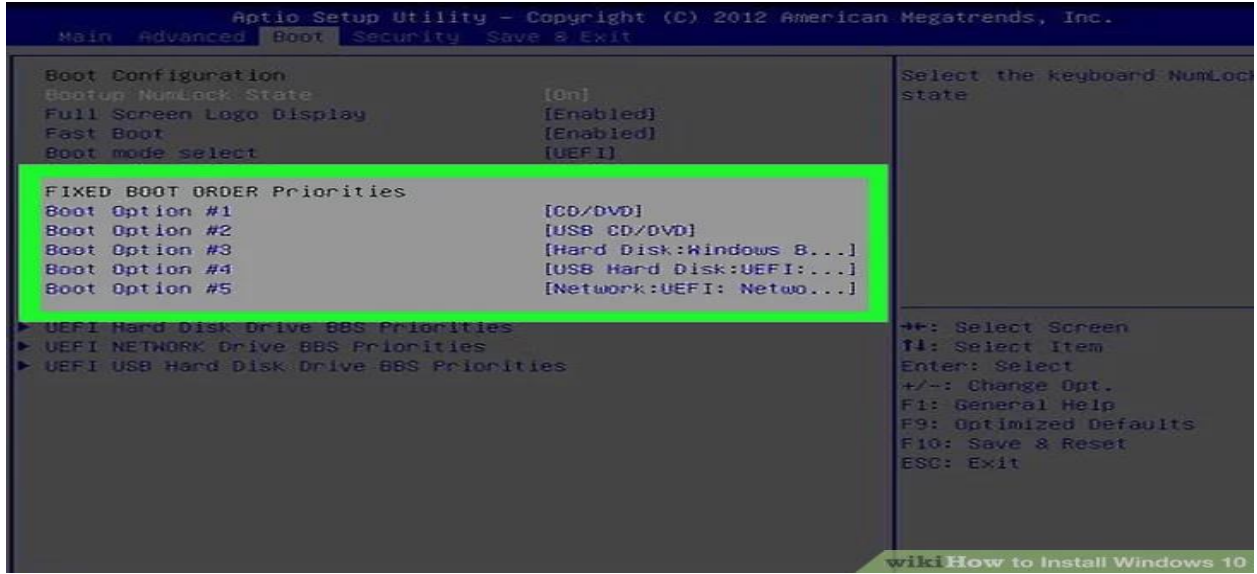 Aptio Setup Utility - Copyright (C) 2012 American Megatrends, Inc.
Main Advanced Boot Security Save & Exit
Boot Configuration
Bootup NumLock State [On]
Full Screen Logo Display [Enabled]
Fast Boot [Enabled]
Boot mode select [UEFI]
FIXED BOOT ORDER Priorities
Boot Option #1 [CD/DVD]
Boot Option #2 [USB CD/DVD]
Boot Option #3 [Hard Disk:Windows B...]
Boot Option #4 [USB Hard Disk:UEFI:...]
Boot Option #5 [Network:UEFI: Netwo...]
▶ UEFI Hard Disk Drive BBS Priorities
▶ UEFI NETWORK Drive BBS Priorities
▶ UEFI USB Hard Disk Drive BBS Priorities
Select the keyboard NumLock
state
→←: Select Screen
↑↓: Select Item
Enter: Select
+/-: Change Opt.
F1: General Help
F9: Optimized Defaults
F10: Save & Reset
ESC: Exit
wikiHow to Install Windows 10